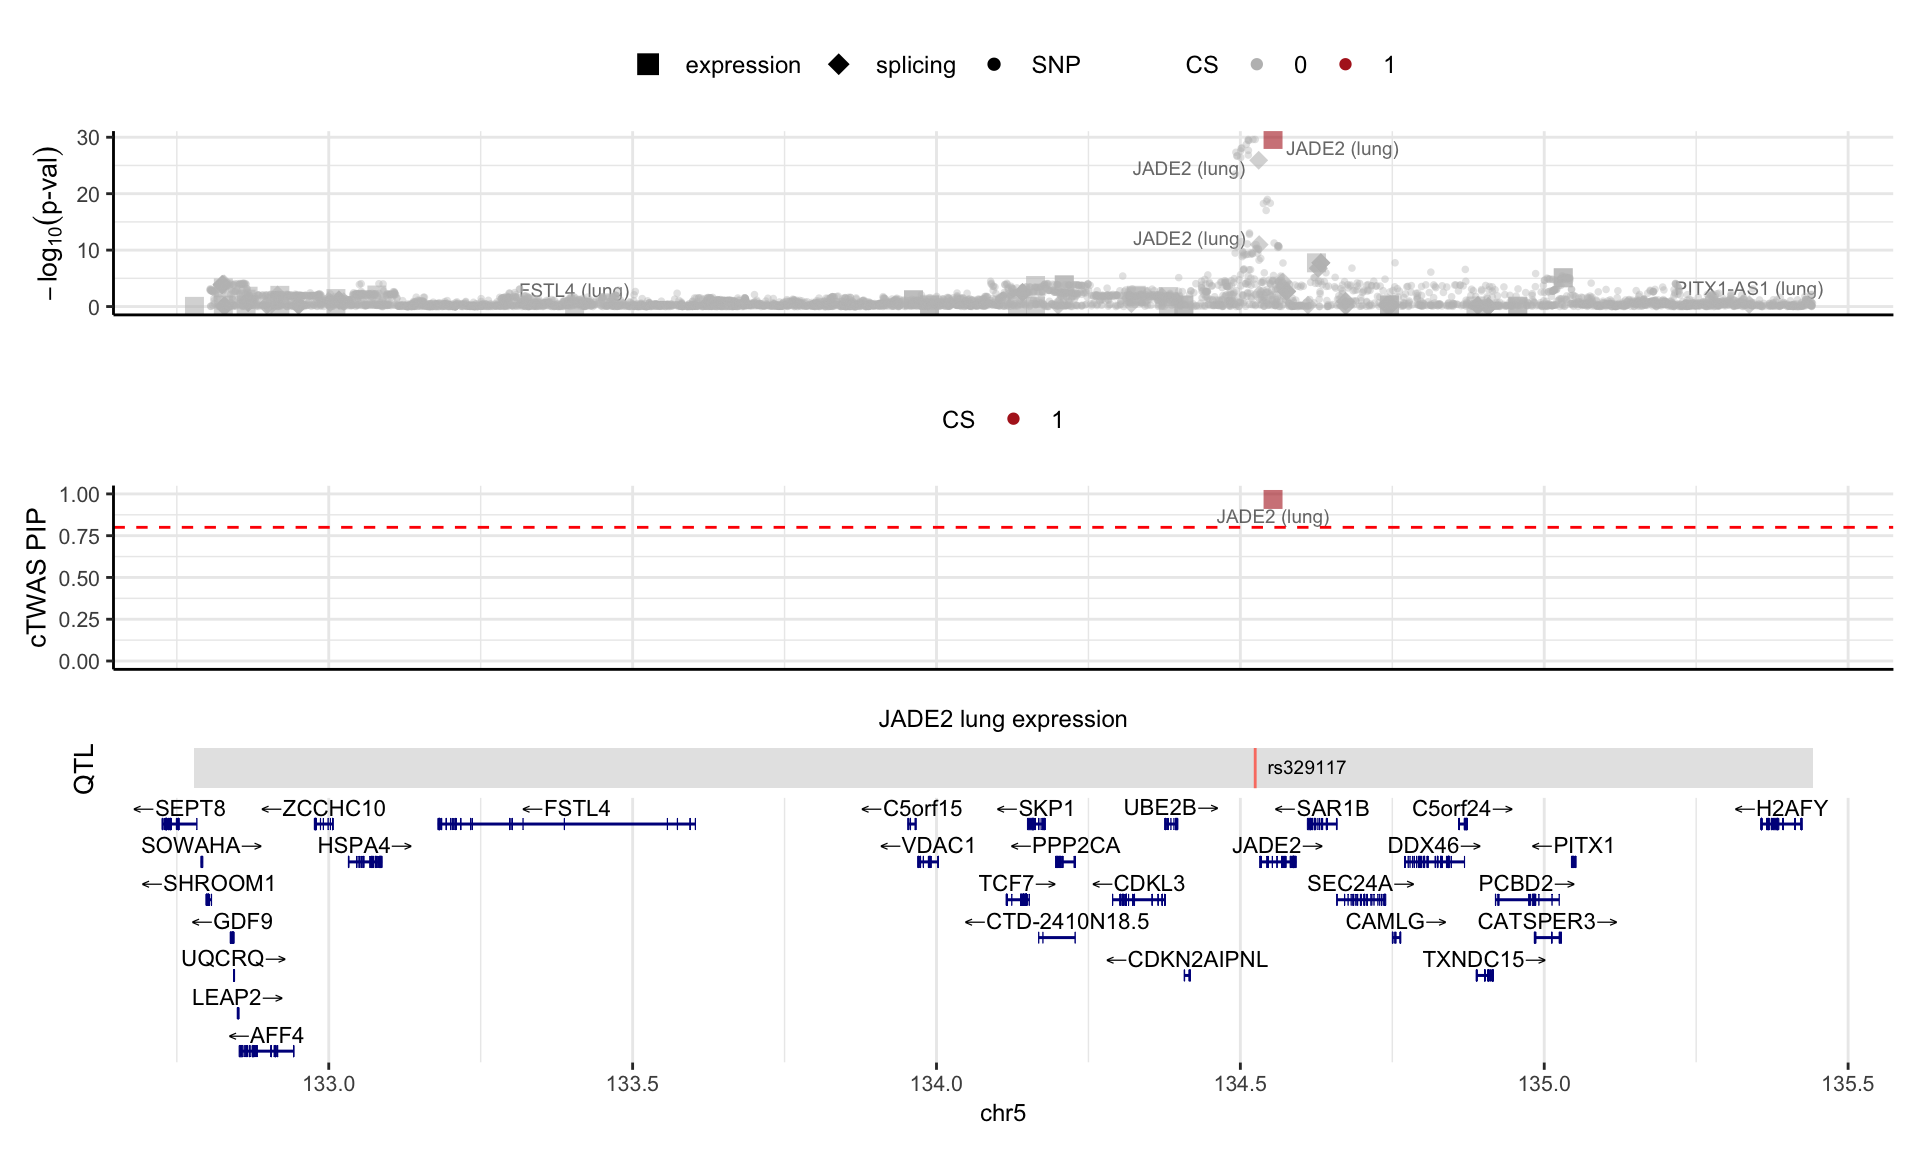 expression splicing SNP CS 0 1
30
20
10
0
−log10(p-val)
JADE2 (lung)
JADE2 (lung)
JADE2 (lung)
FSTL4 (lung)
PITX1-AS1 (lung)
CS 1
1.00
0.75
0.50
0.25
0.00
cTWAS PIP
JADE2 (lung)
JADE2 lung expression
QTL
rs329117
←SEPT8 ←ZCCHC10 ←FSTL4 ←C5orf15 ←SKP1 UBE2B→ ←SAR1B C5orf24→ ←H2AFY
SOWAHA→ HSPA4→ ←VDAC1 ←PPP2CA JADE2→ DDX46→ ←PITX1
←SHROOM1 TCF7→ ←CDKL3 SEC24A→ PCBD2→
←GDF9 ←CTD-2410N18.5 CAMLG→ CATSPER3→
UQCRQ→ ←CDKN2AIPNL TXNDC15→
LEAP2→
←AFF4
133.0 133.5 134.0 134.5 135.0 135.5
chr5